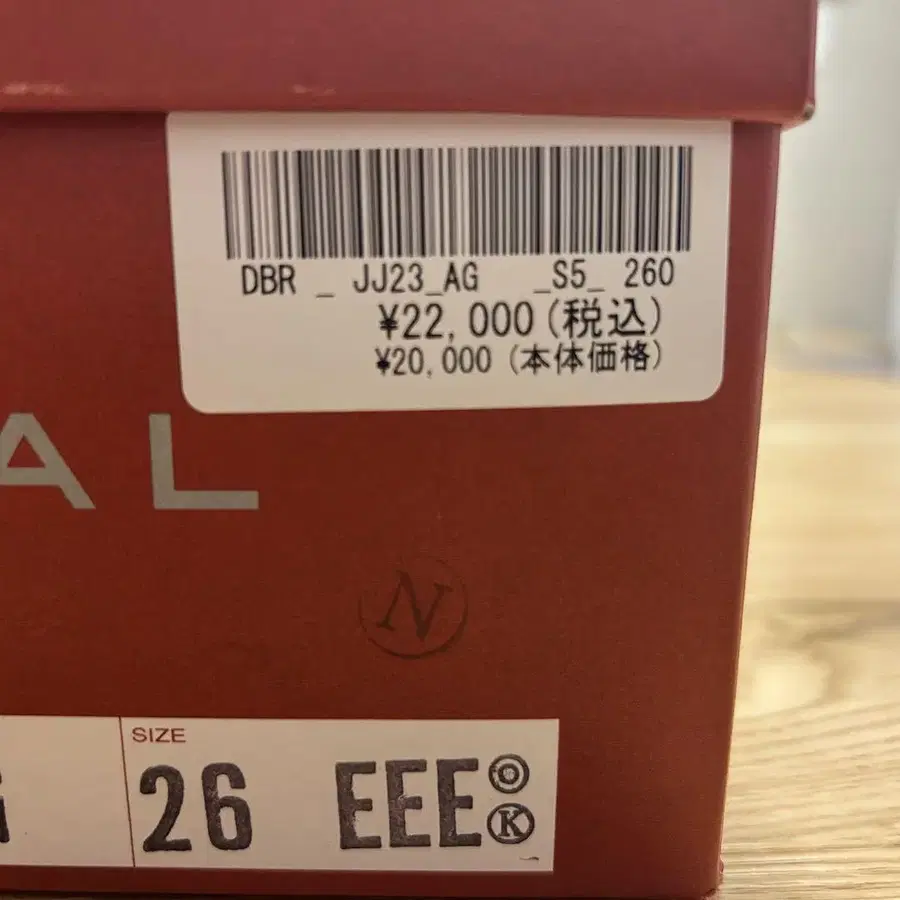 DBR _ JJ23_AG _S5_ 260
¥22,000(税込)
¥20,000 (本体価格)
AL
N
SIZE
26 EEE
K